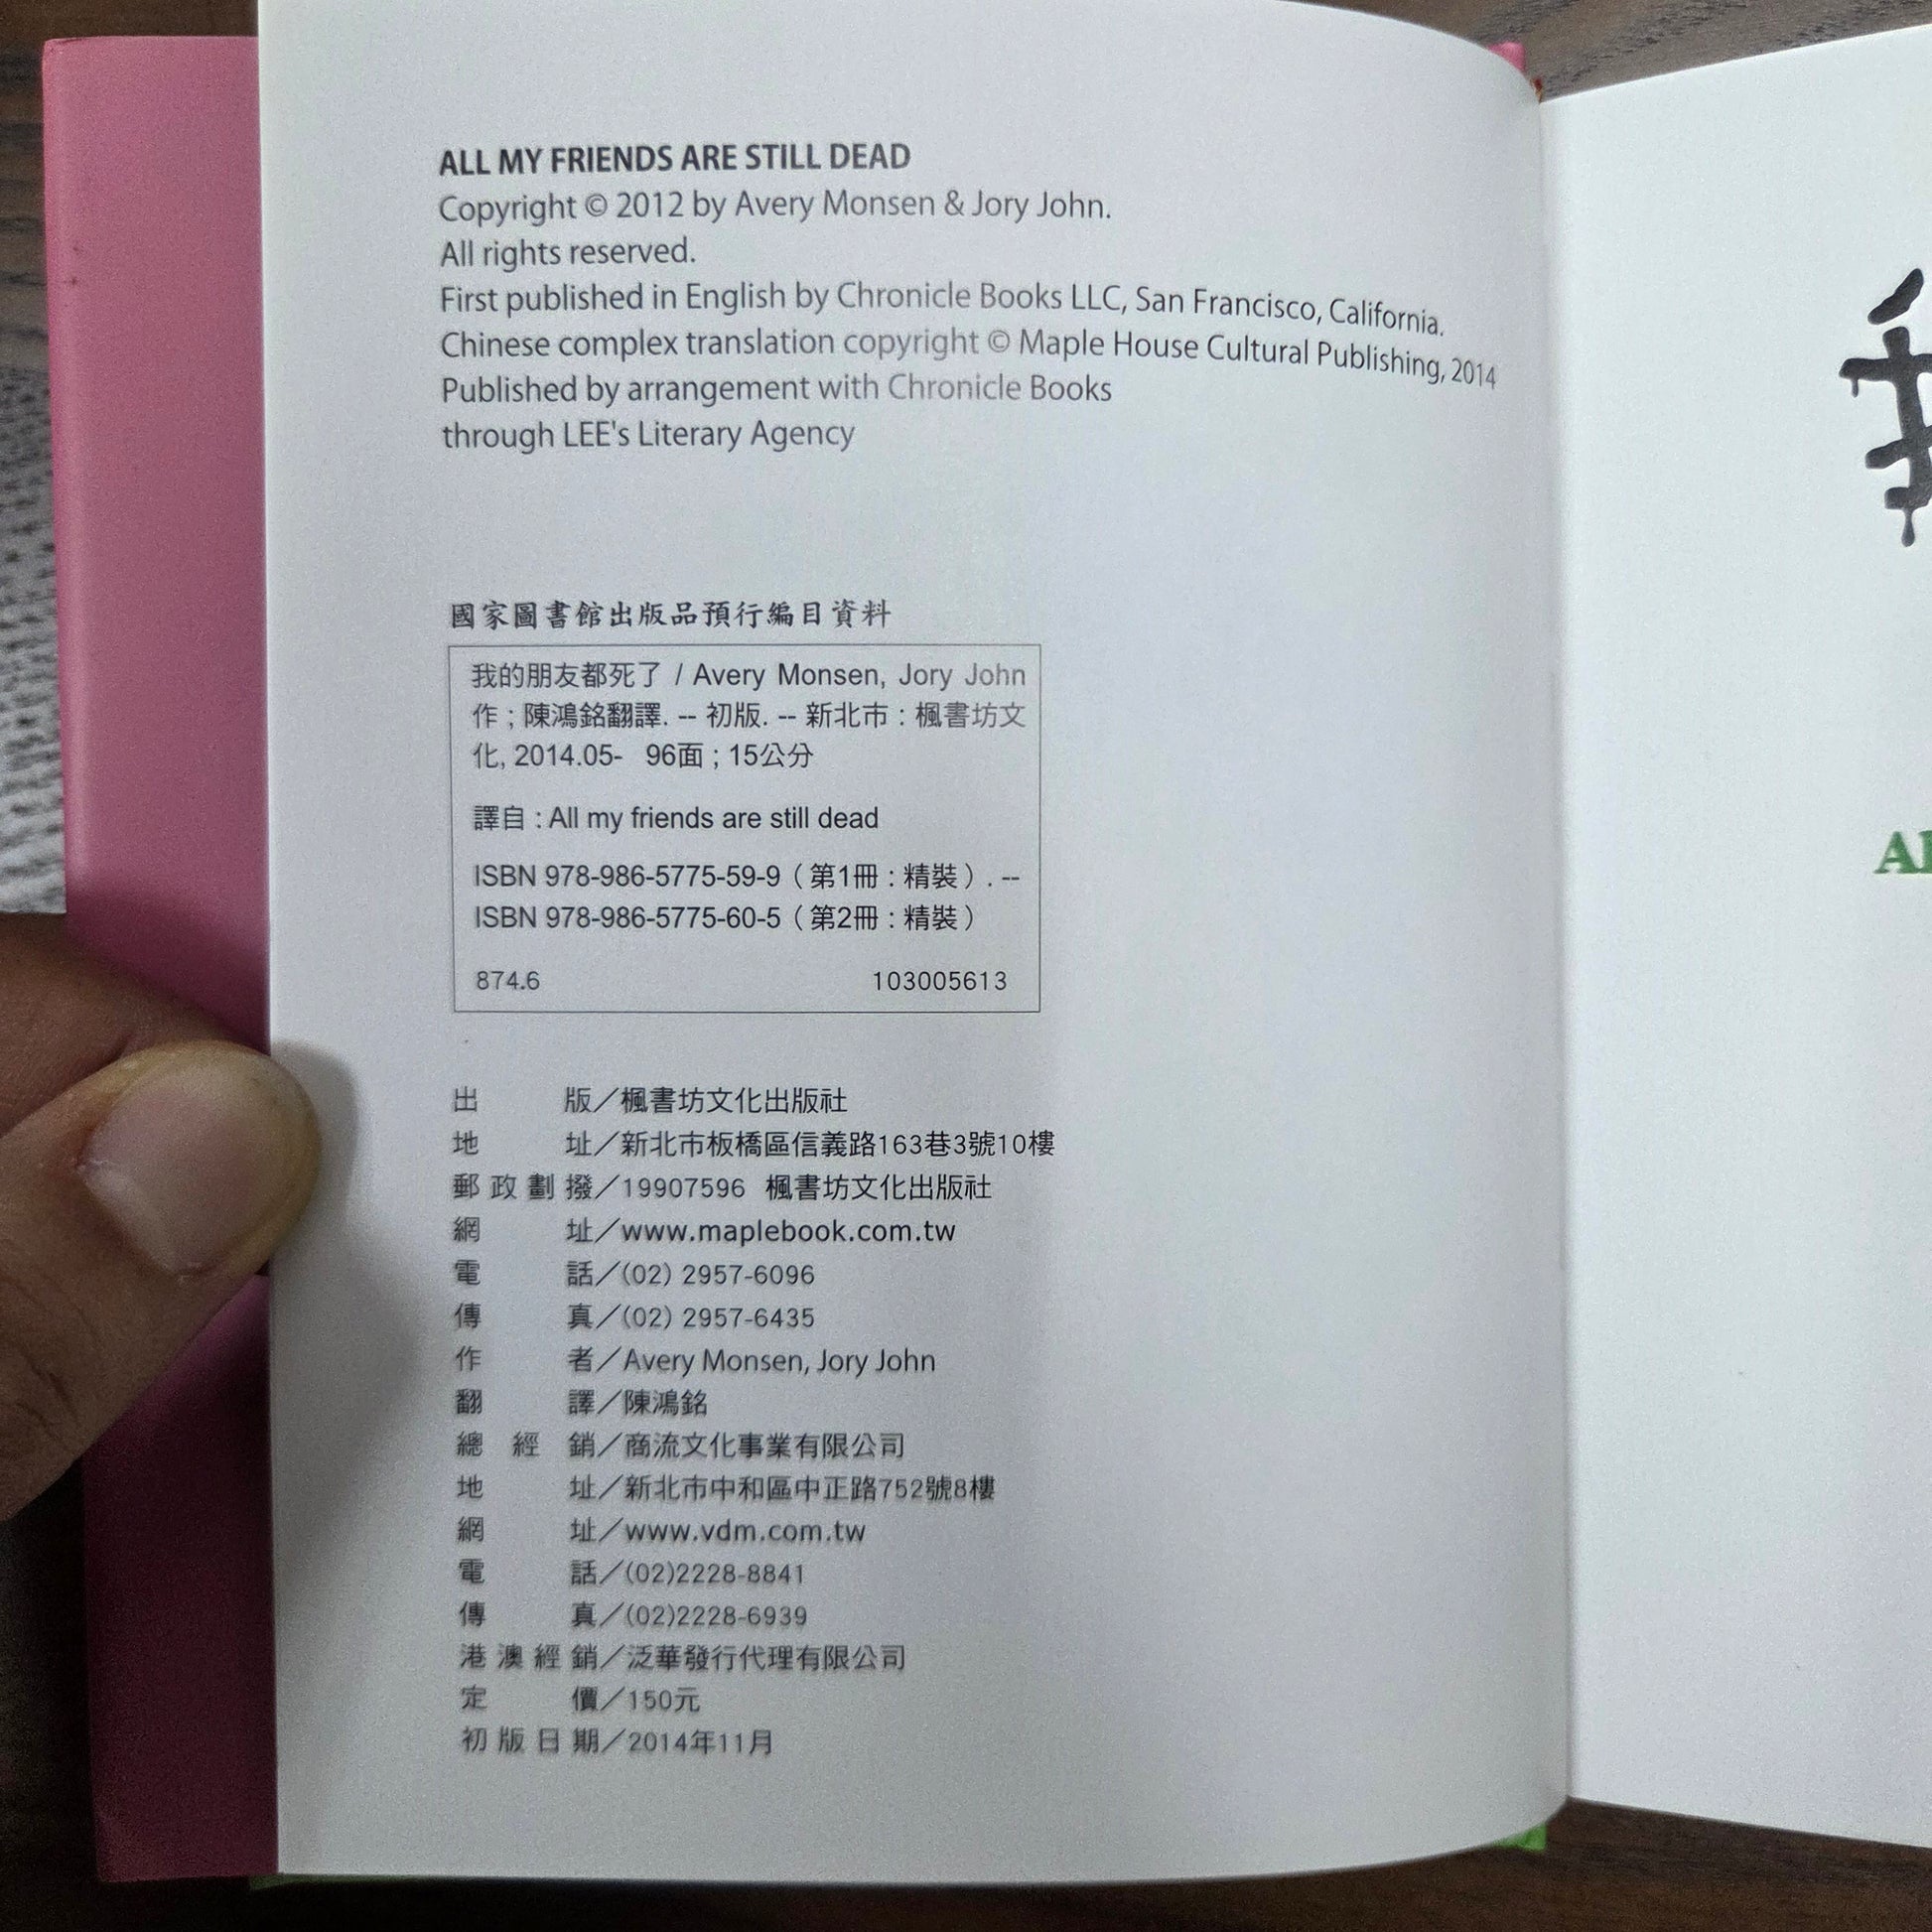 ALL MY FRIENDS ARE STILL DEAD
Copyright © 2012 by Avery Monsen & Jory John.
All rights reserved.
First published in English by Chronicle Books LLC, San Francisco, California.
Chinese complex translation copyright © Maple House Cultural Publishing, 2014
Published by arrangement with Chronicle Books
through LEE's Literary Agency
國家圖書館出版品預行編目資料
我的朋友都死了 / Avery Monsen, Jory John
作 ; 陳鴻銘翻譯. -- 初版. -- 新北市 : 楓書坊文
化, 2014.05- 96面 ; 15公分
譯自 : All my friends are still dead
ISBN 978-986-5775-59-9（第1冊 : 精裝）. --
ISBN 978-986-5775-60-5（第2冊 : 精裝）
874.6 103005613
出 版／楓書坊文化出版社
地 址／新北市板橋區信義路163巷3號10樓
郵政劃撥／19907596 楓書坊文化出版社
網 址／www.maplebook.com.tw
電 話／(02) 2957-6096
傳 真／(02) 2957-6435
作 者／Avery Monsen, Jory John
翻 譯／陳鴻銘
總 經 銷／商流文化事業有限公司
地 址／新北市中和區中正路752號8樓
網 址／www.vdm.com.tw
電 話／(02)2228-8841
傳 真／(02)2228-6939
港澳經銷／泛華發行代理有限公司
定 價／150元
初版日期／2014年11月